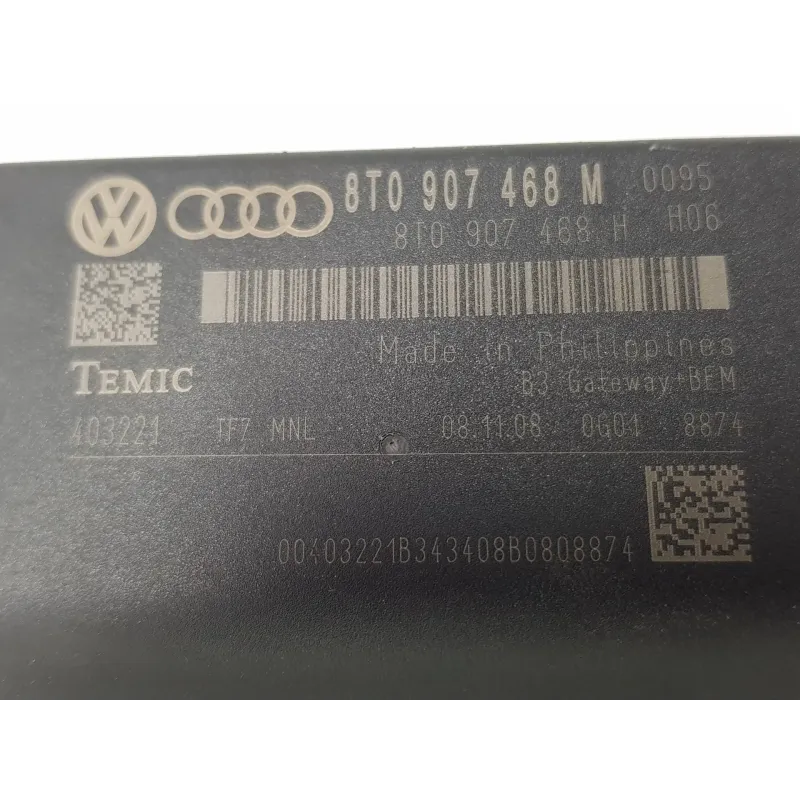 8T0 907 468 M 0095
8T0 907 468 H H06
Made in Philippines
TEMIC
B3 Gateway+BEM
403221 TF7 MNL 08.11.08 0G01 8874
00403221B343408B0808874